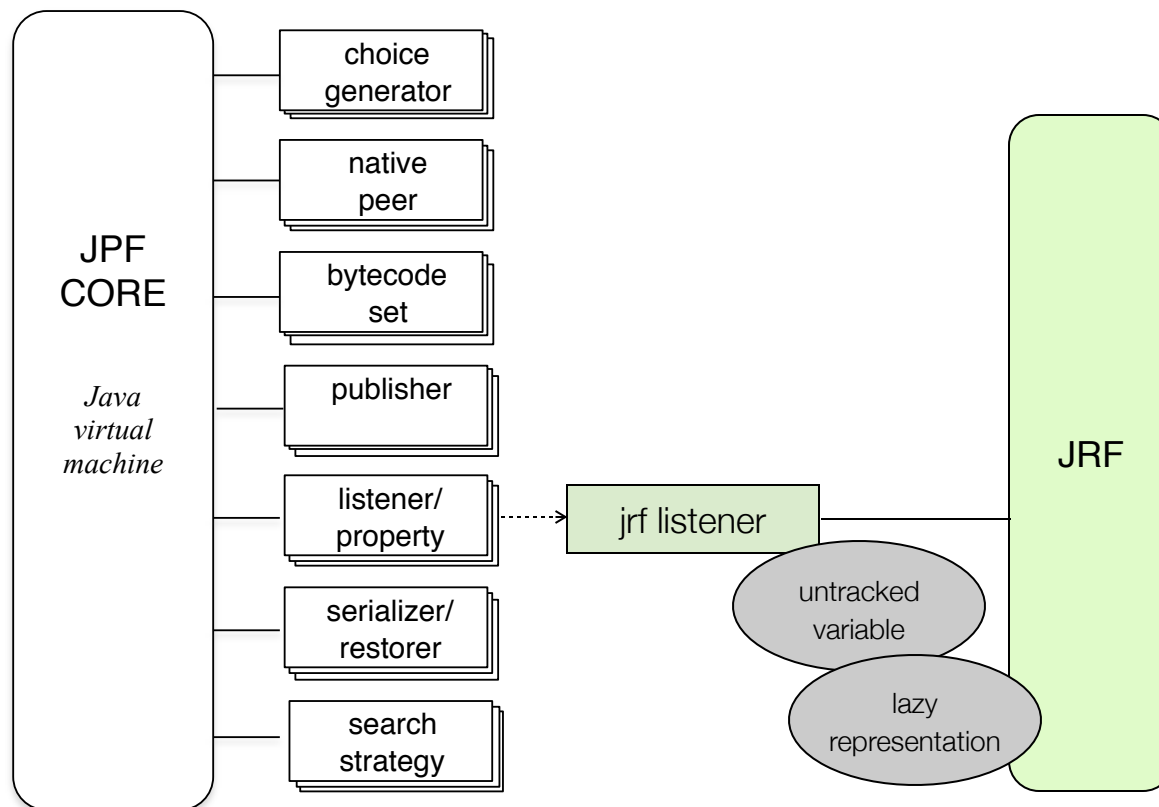 JPF
CORE
Java
virtual
machine
choice
generator
native
peer
bytecode
set
publisher
listener/
property
serializer/
restorer
search
strategy
jrf listener
untracked
variable
lazy
representation
JRF